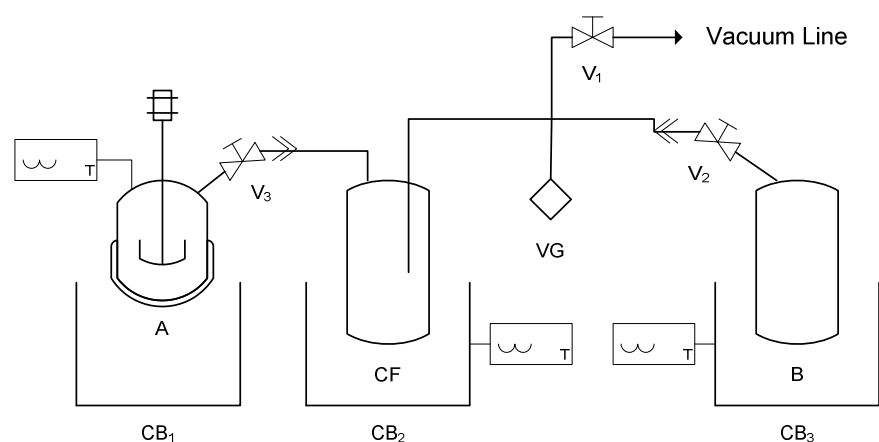 Vacuum Line
V₁
T
V₃
V₂
VG
A
T
T
CF
B
CB₁
CB₂
CB₃